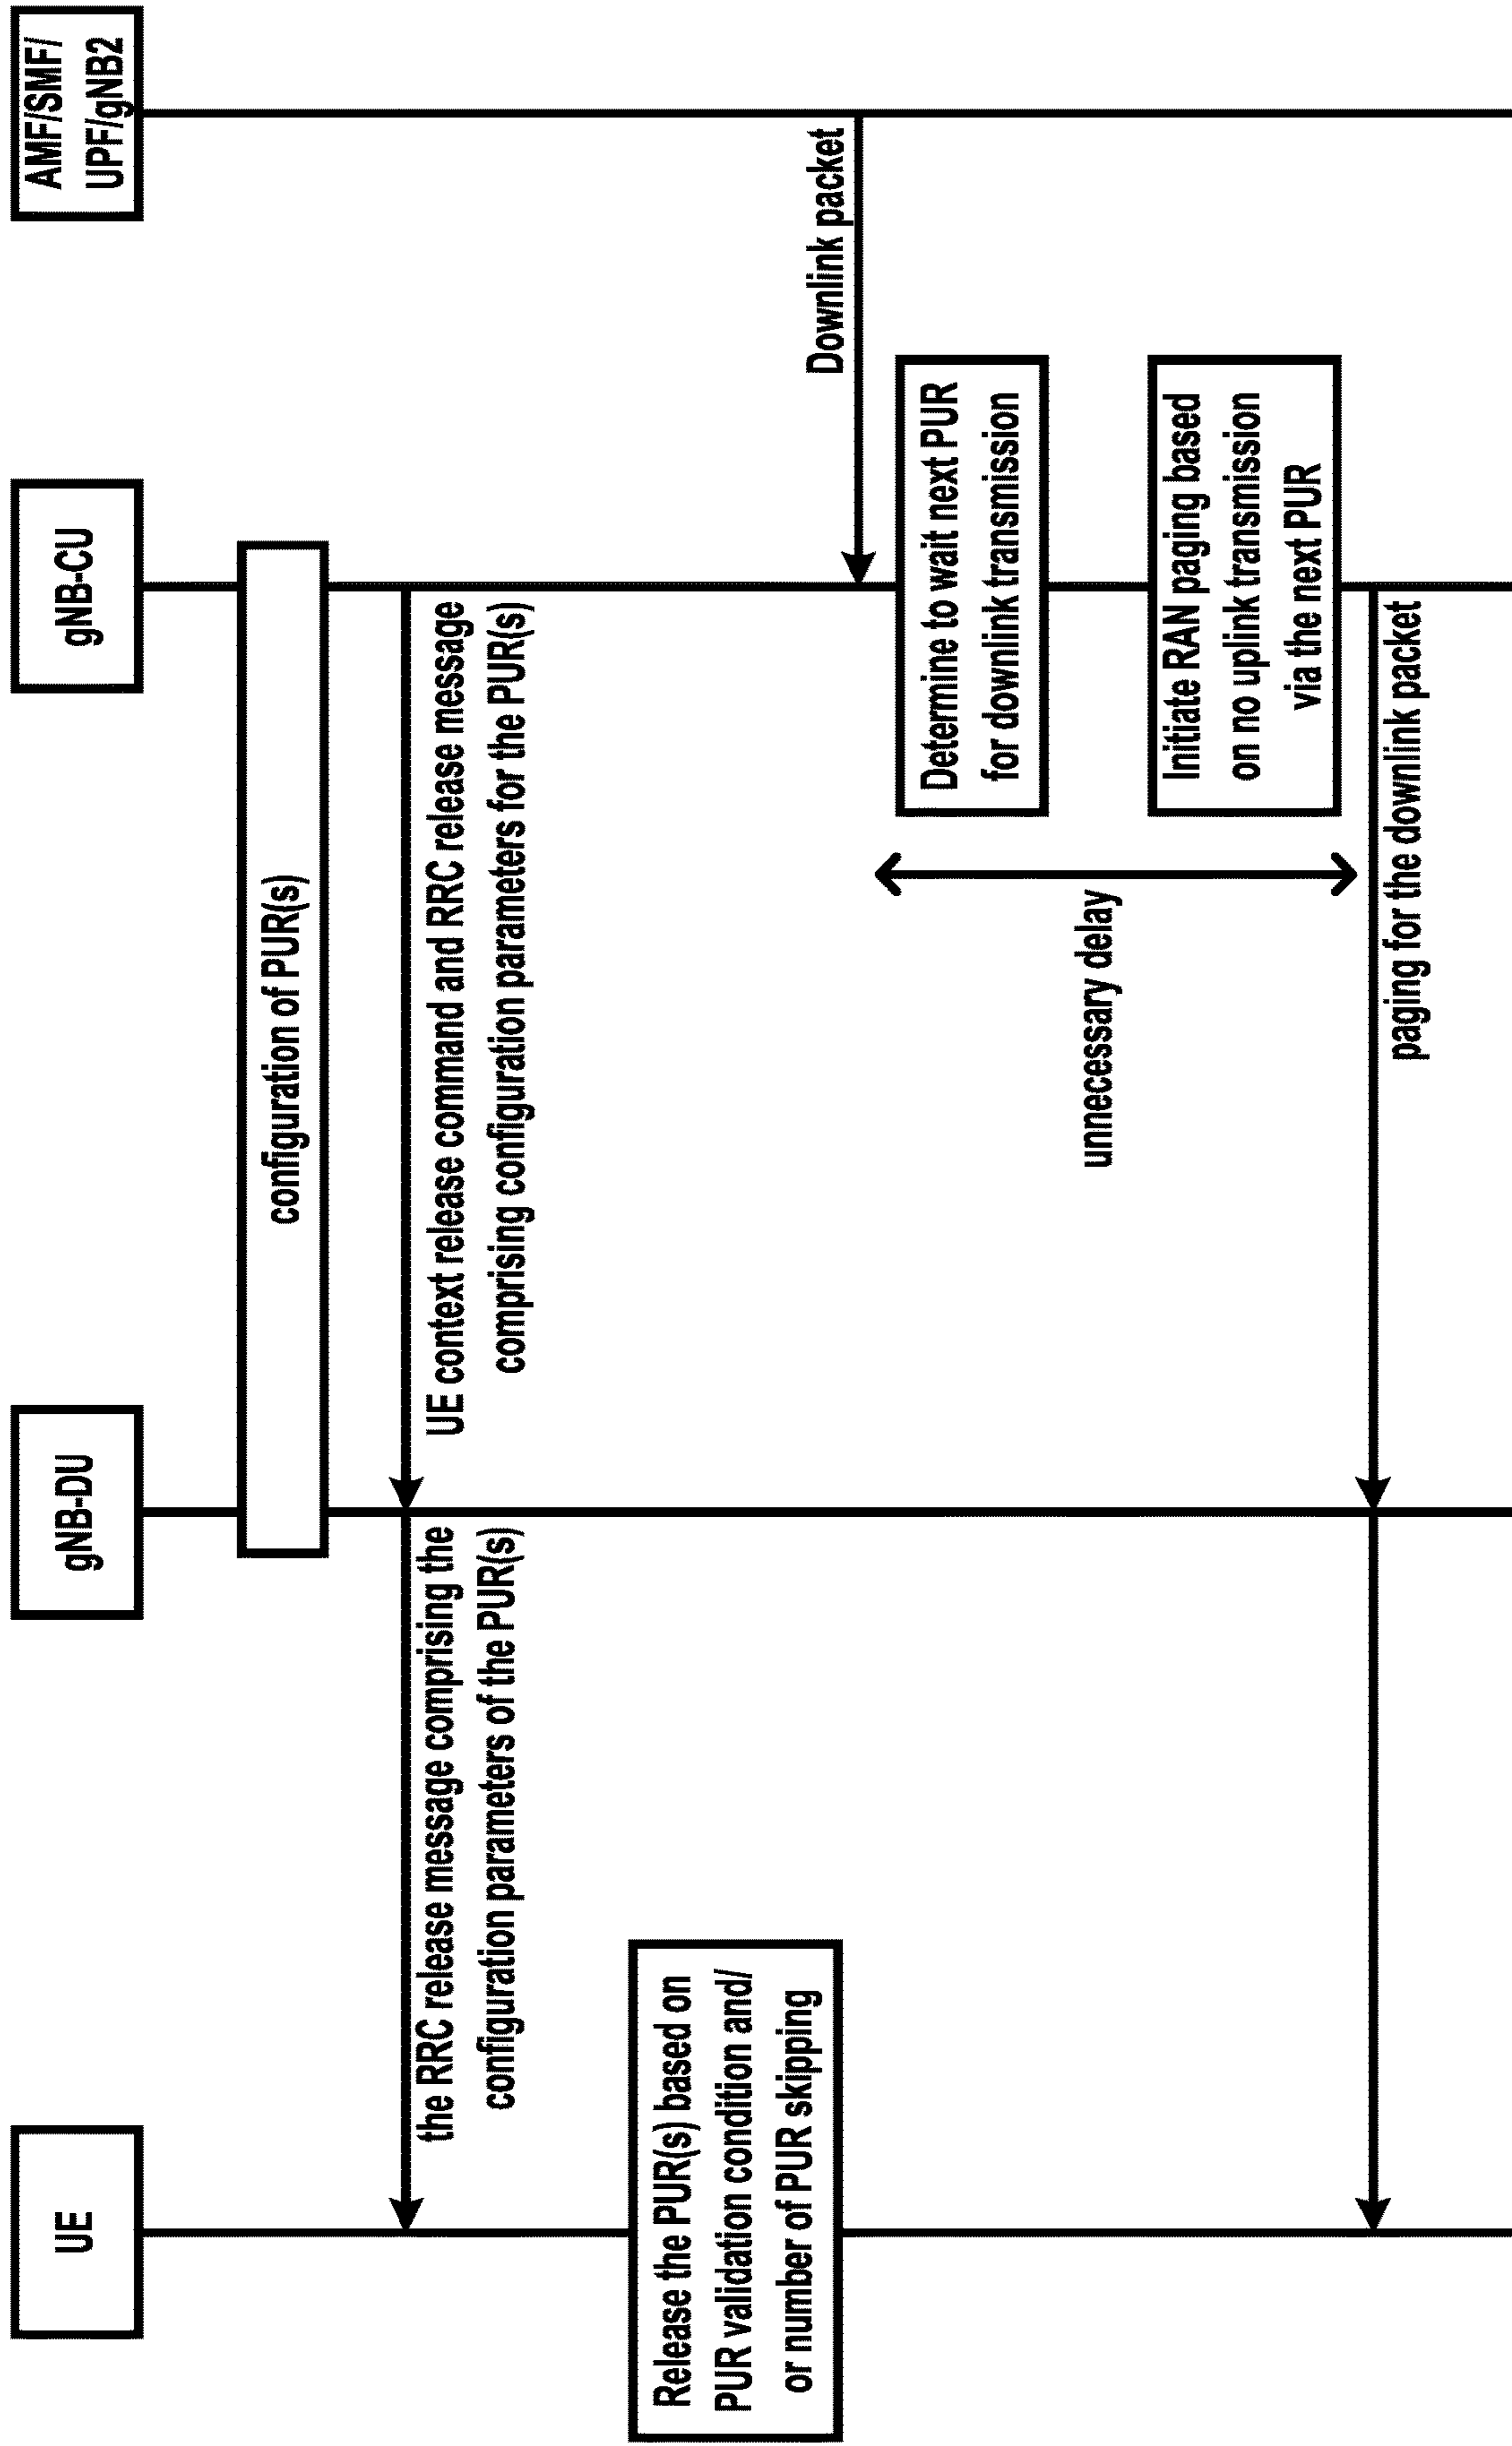 UE
gNB-DU
gNB-CU
AMF/SMF/
UPF/gNB2
configuration of PUR(s)
UE context release command and RRC release message
comprising configuration parameters for the PUR(s)
the RRC release message comprising the
configuration parameters of the PUR(s)
Release the PUR(s) based on
PUR validation condition and/
or number of PUR skipping
Downlink packet
Determine to wait next PUR
for downlink transmission
unnecessary delay
Initiate RAN paging based
on no uplink transmission
via the next PUR
paging for the downlink packet